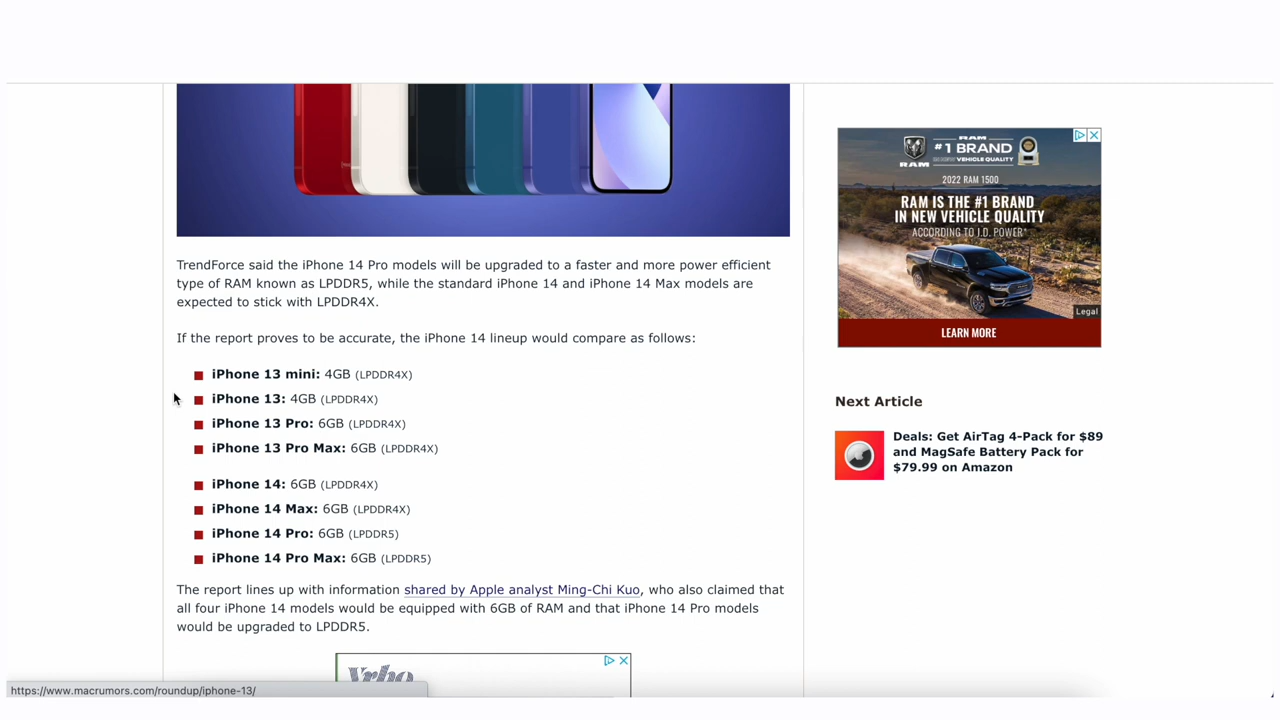 TrendForce said the iPhone 14 Pro models will be upgraded to a faster and more power efficient
type of RAM known as LPDDR5, while the standard iPhone 14 and iPhone 14 Max models are
expected to stick with LPDDR4X.
If the report proves to be accurate, the iPhone 14 lineup would compare as follows:
iPhone 13 mini: 4GB (LPDDR4X)
iPhone 13: 4GB (LPDDR4X)
iPhone 13 Pro: 6GB (LPDDR4X)
iPhone 13 Pro Max: 6GB (LPDDR4X)
iPhone 14: 6GB (LPDDR4X)
iPhone 14 Max: 6GB (LPDDR4X)
iPhone 14 Pro: 6GB (LPDDR5)
iPhone 14 Pro Max: 6GB (LPDDR5)
The report lines up with information shared by Apple analyst Ming-Chi Kuo, who also claimed that
all four iPhone 14 models would be equipped with 6GB of RAM and that iPhone 14 Pro models
would be upgraded to LPDDR5.
Vrbo
https://www.macrumors.com/roundup/iphone-13/
RAM
RAM
#1 BRAND
IN NEW VEHICLE QUALITY
2022 RAM 1500
RAM IS THE #1 BRAND
IN NEW VEHICLE QUALITY
ACCORDING TO J.D. POWER*
Legal
LEARN MORE
Next Article
Deals: Get AirTag 4-Pack for $89
and MagSafe Battery Pack for
$79.99 on Amazon